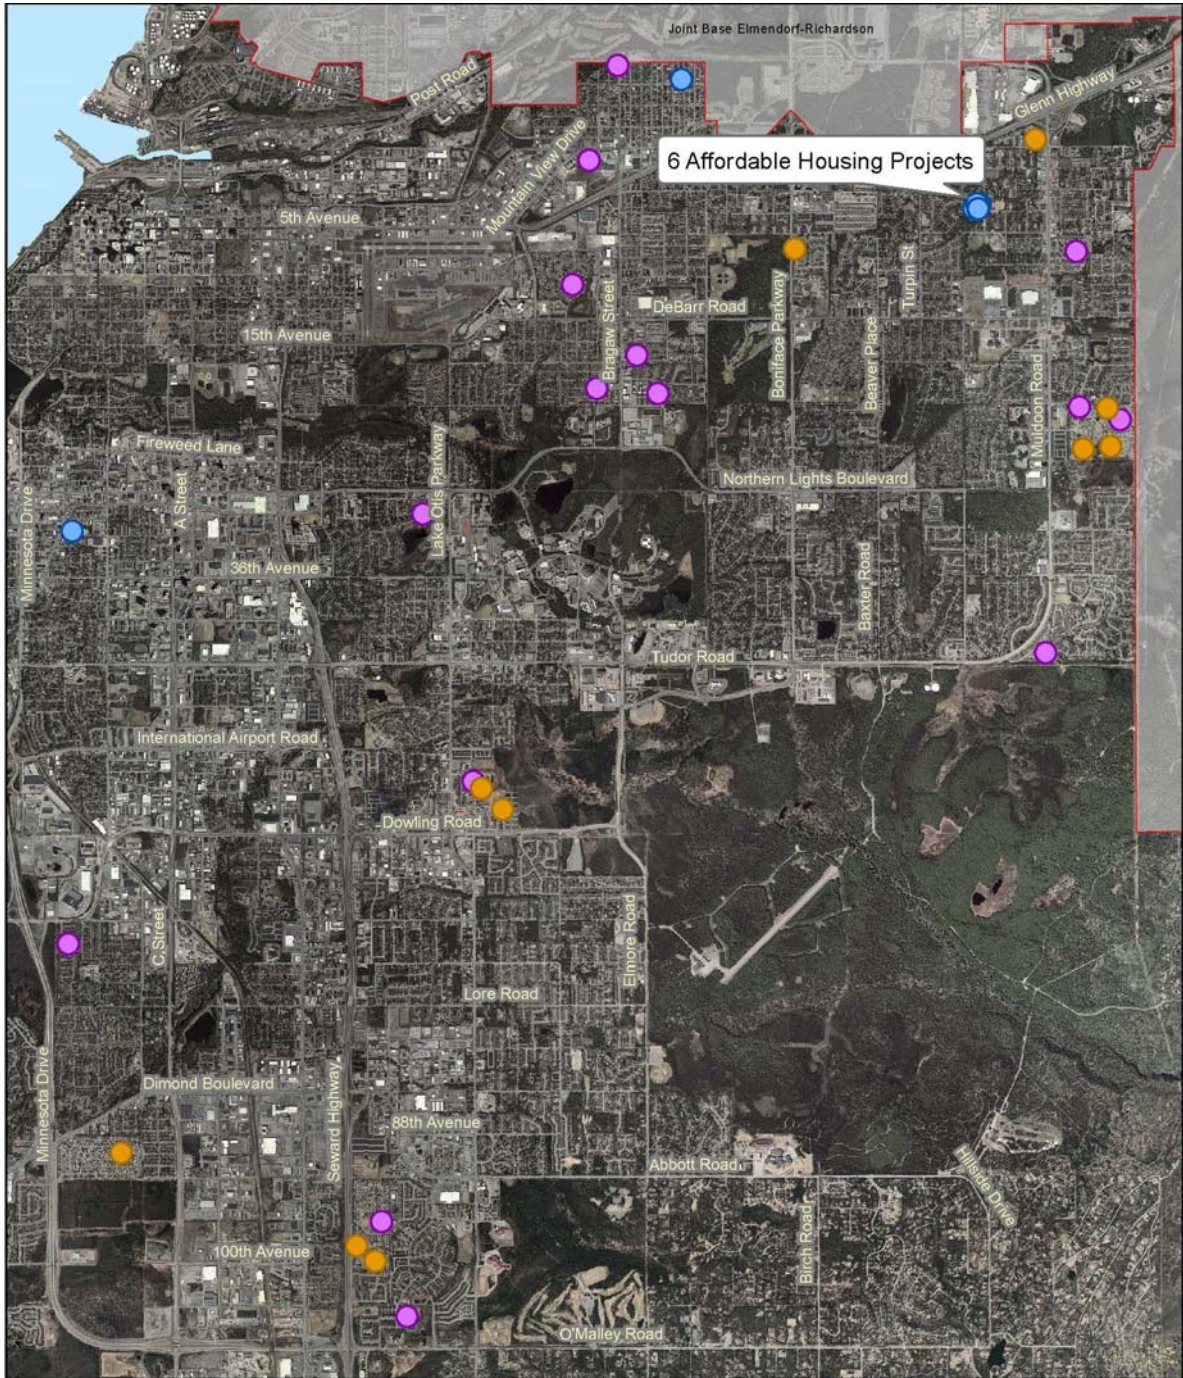 Joint Base Elmendorf-Richardson
Post Road
Glenn Highway
Mountain View Drive
6 Affordable Housing Projects
5th Avenue
Turpin St
DeBarr Road
Bragaw Street
Boniface Parkway
15th Avenue
Beaver Place
Muldoon Road
Fireweed Lane
Lake Otis Parkway
A Street
Northern Lights Boulevard
Minnesota Drive
36th Avenue
Baxter Road
Tudor Road
International Airport Road
Dowling Road
C Street
Elmore Road
Lore Road
Minnesota Drive
Dimond Boulevard
Seward Highway
88th Avenue
Abbott Road
Hillside Drive
Birch Road
100th Avenue
O'Malley Road